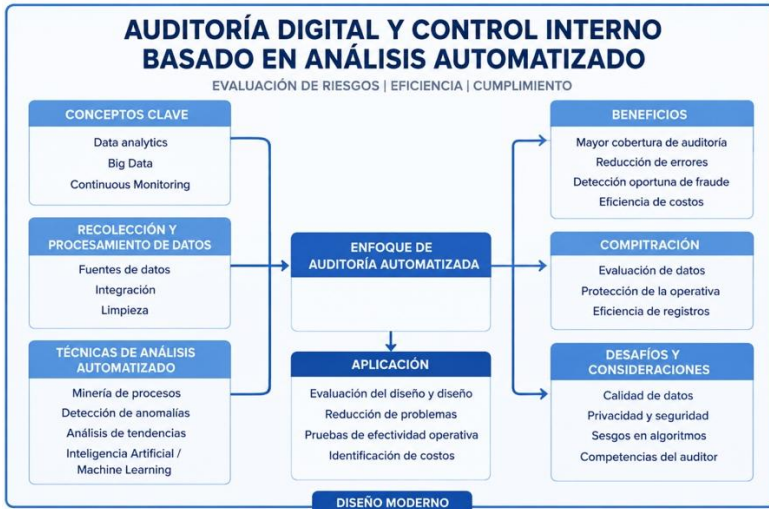 AUDITORÍA DIGITAL Y CONTROL INTERNO
BASADO EN ANÁLISIS AUTOMATIZADO
EVALUACIÓN DE RIESGOS | EFICIENCIA | CUMPLIMIENTO
CONCEPTOS CLAVE
Data analytics
Big Data
Continuous Monitoring
RECOLECCIÓN Y
PROCESAMIENTO DE DATOS
Fuentes de datos
Integración
Limpieza
TÉCNICAS DE ANÁLISIS
AUTOMATIZADO
Minería de procesos
Detección de anomalías
Análisis de tendencias
Inteligencia Artificial /
Machine Learning
ENFOQUE DE
AUDITORÍA AUTOMATIZADA
APLICACIÓN
Evaluación del diseño y diseño
Reducción de problemas
Pruebas de efectividad operativa
Identificación de costos
BENEFICIOS
Mayor cobertura de auditoría
Reducción de errores
Detección oportuna de fraude
Eficiencia de costos
COMPITRACIÓN
Evaluación de datos
Protección de la operativa
Eficiencia de registros
DESAFÍOS Y
CONSIDERACIONES
Calidad de datos
Privacidad y seguridad
Sesgos en algoritmos
Competencias del auditor
DISEÑO MODERNO